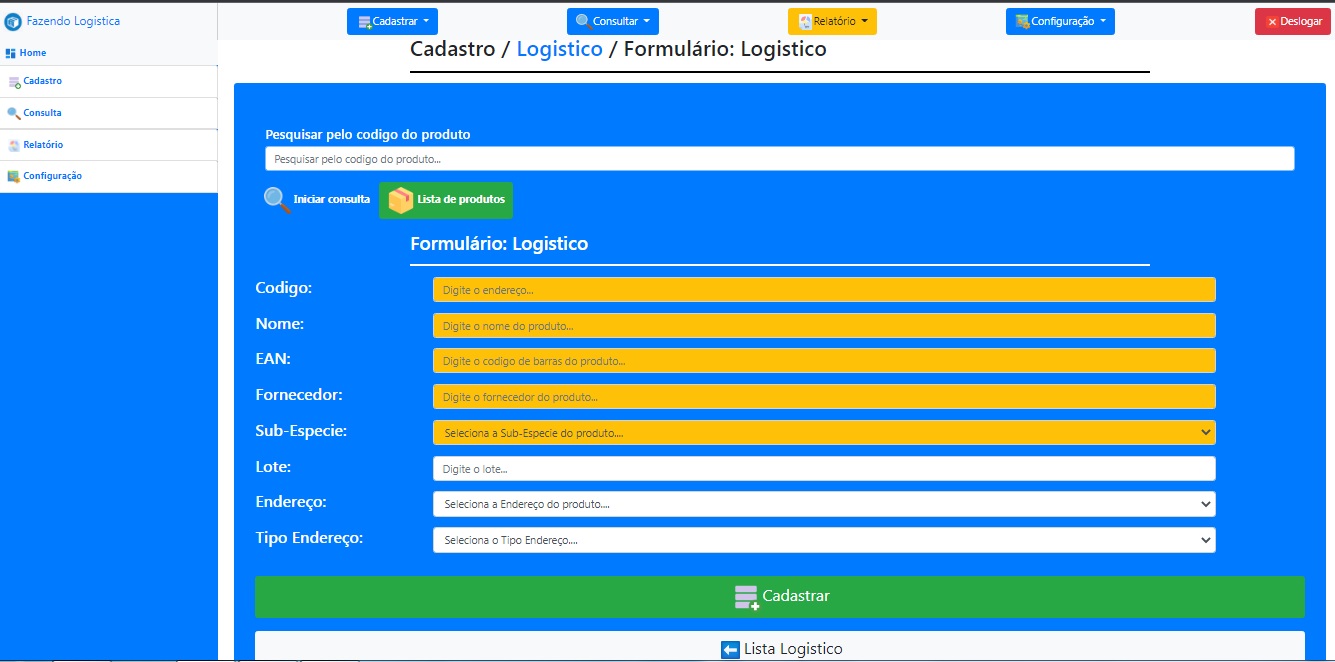 Fazendo Logistica
Cadastrar
Consultar
Relatório
Configuração
Deslogar
Home
Cadastro
Consulta
Relatório
Configuração
Cadastro / Logistico / Formulário: Logistico
Pesquisar pelo codigo do produto
Pesquisar pelo codigo do produto...
Iniciar consulta
Lista de produtos
Formulário: Logistico
Codigo:
Digite o endereço...
Nome:
Digite o nome do produto...
EAN:
Digite o codigo de barras do produto...
Fornecedor:
Digite o fornecedor do produto...
Sub-Especie:
Seleciona a Sub-Especie do produto....
Lote:
Digite o lote...
Endereço:
Seleciona a Endereço do produto....
Tipo Endereço:
Seleciona o Tipo Endereço....
Cadastrar
Lista Logistico